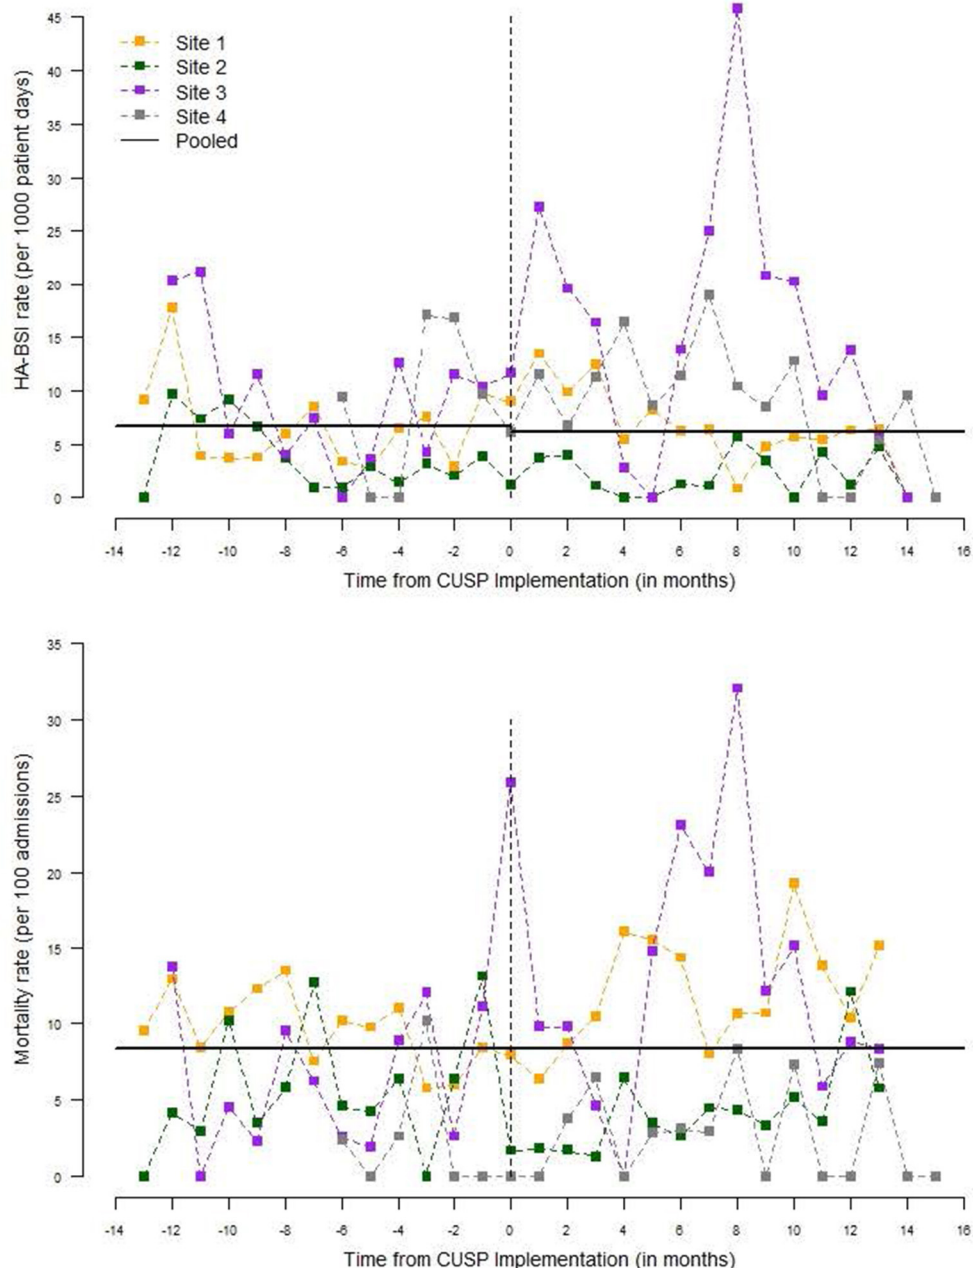 45
40
35
30
25
20
15
10
5
0
HA-BSI rate (per 1000 patient days)
Site 1
Site 2
Site 3
Site 4
Pooled
-14 -12 -10 -8 -6 -4 -2 0 2 4 6 8 10 12 14 16
Time from CUSP Implementation (in months)
35
30
25
20
15
10
5
0
Mortality rate (per 100 admissions)
-14 -12 -10 -8 -6 -4 -2 0 2 4 6 8 10 12 14 16
Time from CUSP Implementation (in months)